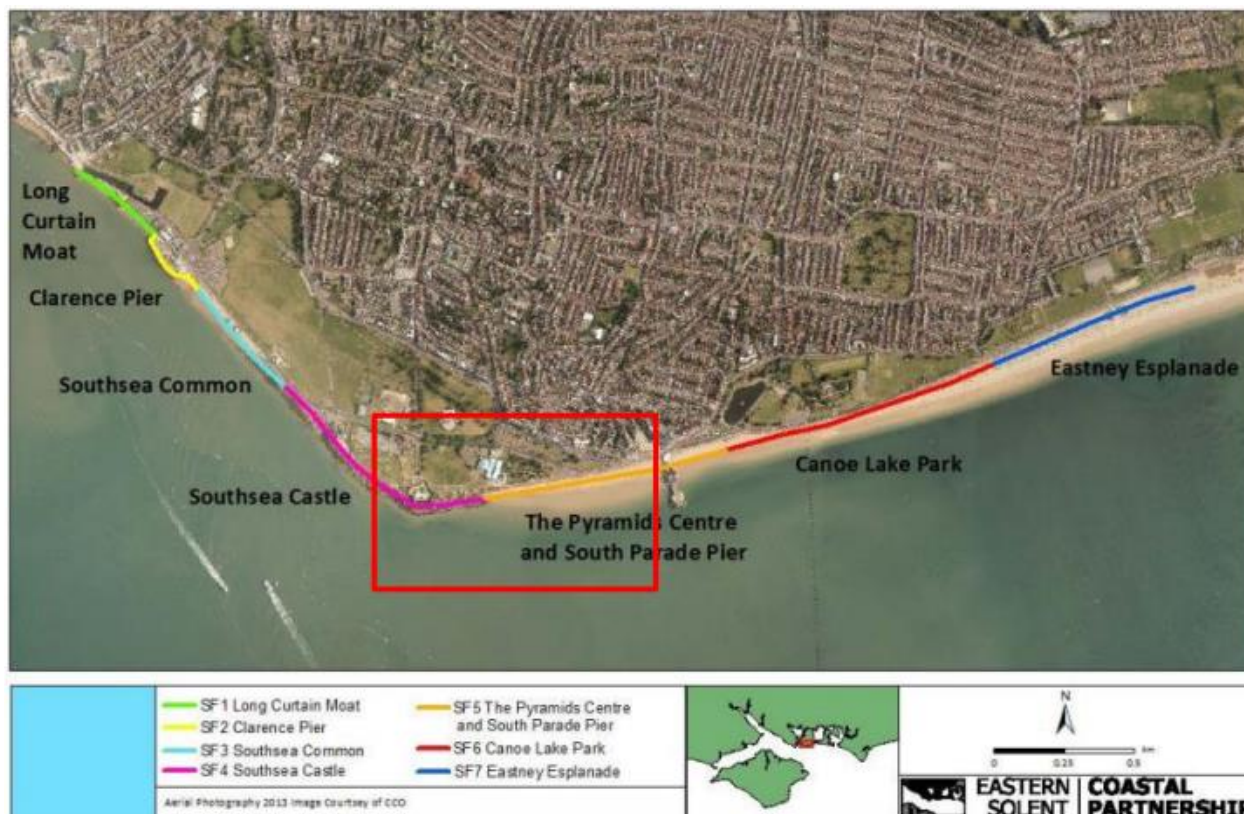 Long
Curtain
Moat
Clarence Pier
Southsea Common
Southsea Castle
The Pyramids Centre
and South Parade Pier
Canoe Lake Park
Eastney Esplanade
SF1 Long Curtain Moat
SF2 Clarence Pier
SF3 Southsea Common
SF4 Southsea Castle
SF5 The Pyramids Centre
and South Parade Pier
SF6 Canoe Lake Park
SF7 Eastney Esplanade
Aerial Photography 2013 Image Courtsey of CCO
N
0 0.25 0.5 km
EASTERN
SOLENT
COASTAL
PARTNERSHIP